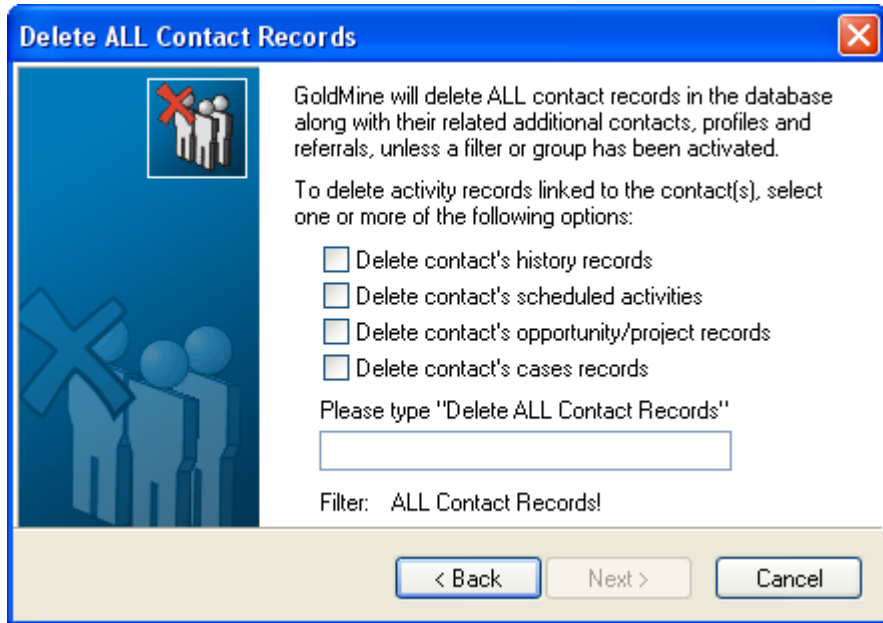 Delete ALL Contact Records
GoldMine will delete ALL contact records in the database
along with their related additional contacts, profiles and
referrals, unless a filter or group has been activated.
To delete activity records linked to the contact(s), select
one or more of the following options:
Delete contact's history records
Delete contact's scheduled activities
Delete contact's opportunity/project records
Delete contact's cases records
Please type "Delete ALL Contact Records"
Filter: ALL Contact Records!
< Back Next > Cancel